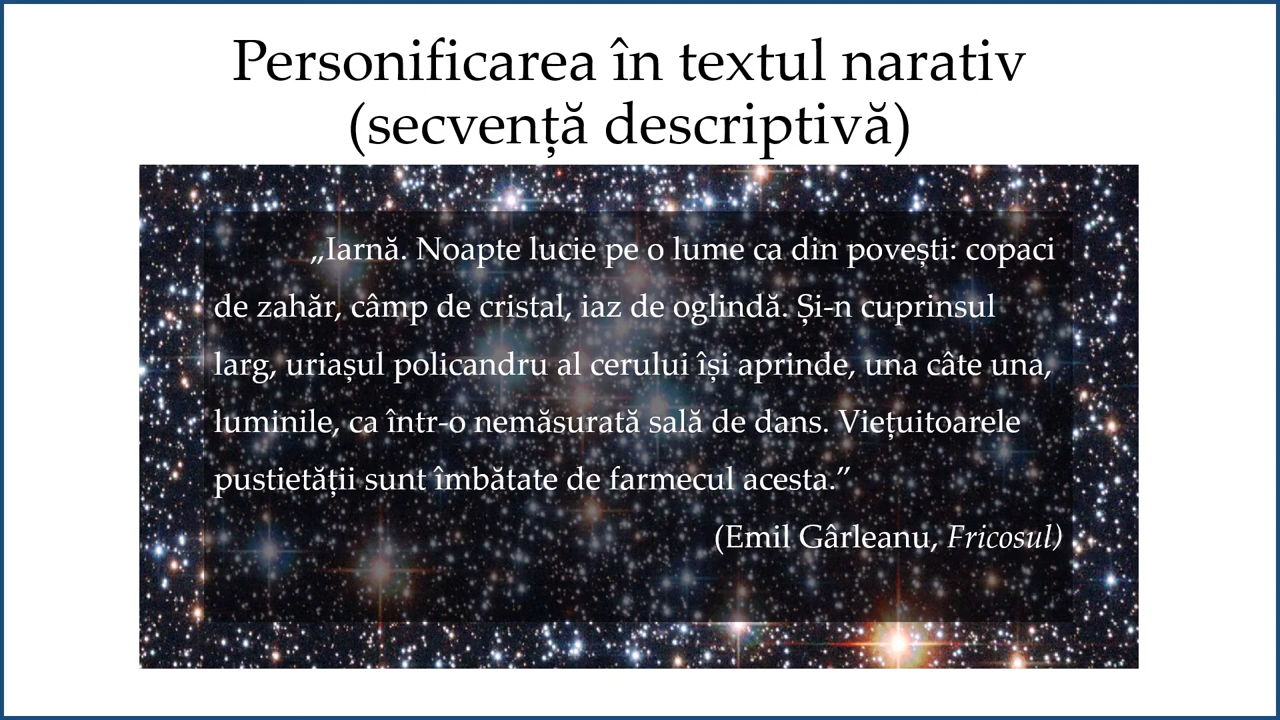 Personificarea în textul narativ
(secvență descriptivă)
„Iarnă. Noapte lucie pe o lume ca din povești: copaci
de zahăr, câmp de cristal, iaz de oglindă. Și-n cuprinsul
larg, uriașul policandru al cerului își aprinde, una câte una,
luminile, ca într-o nemăsurată sală de dans. Viețuitoarele
pustietății sunt îmbătate de farmecul acesta.”
(Emil Gârleanu, Fricosul)